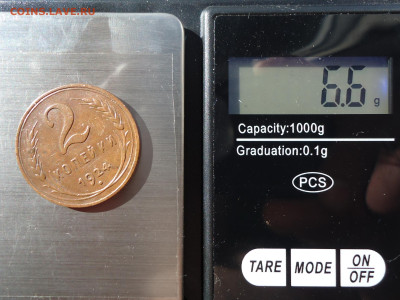 COINS.LAVE.RU
2
КОПЕЙКИ
1924
6.6 g
Capacity:1000g
Graduation:0.1g
PCS
TARE MODE ON/OFF